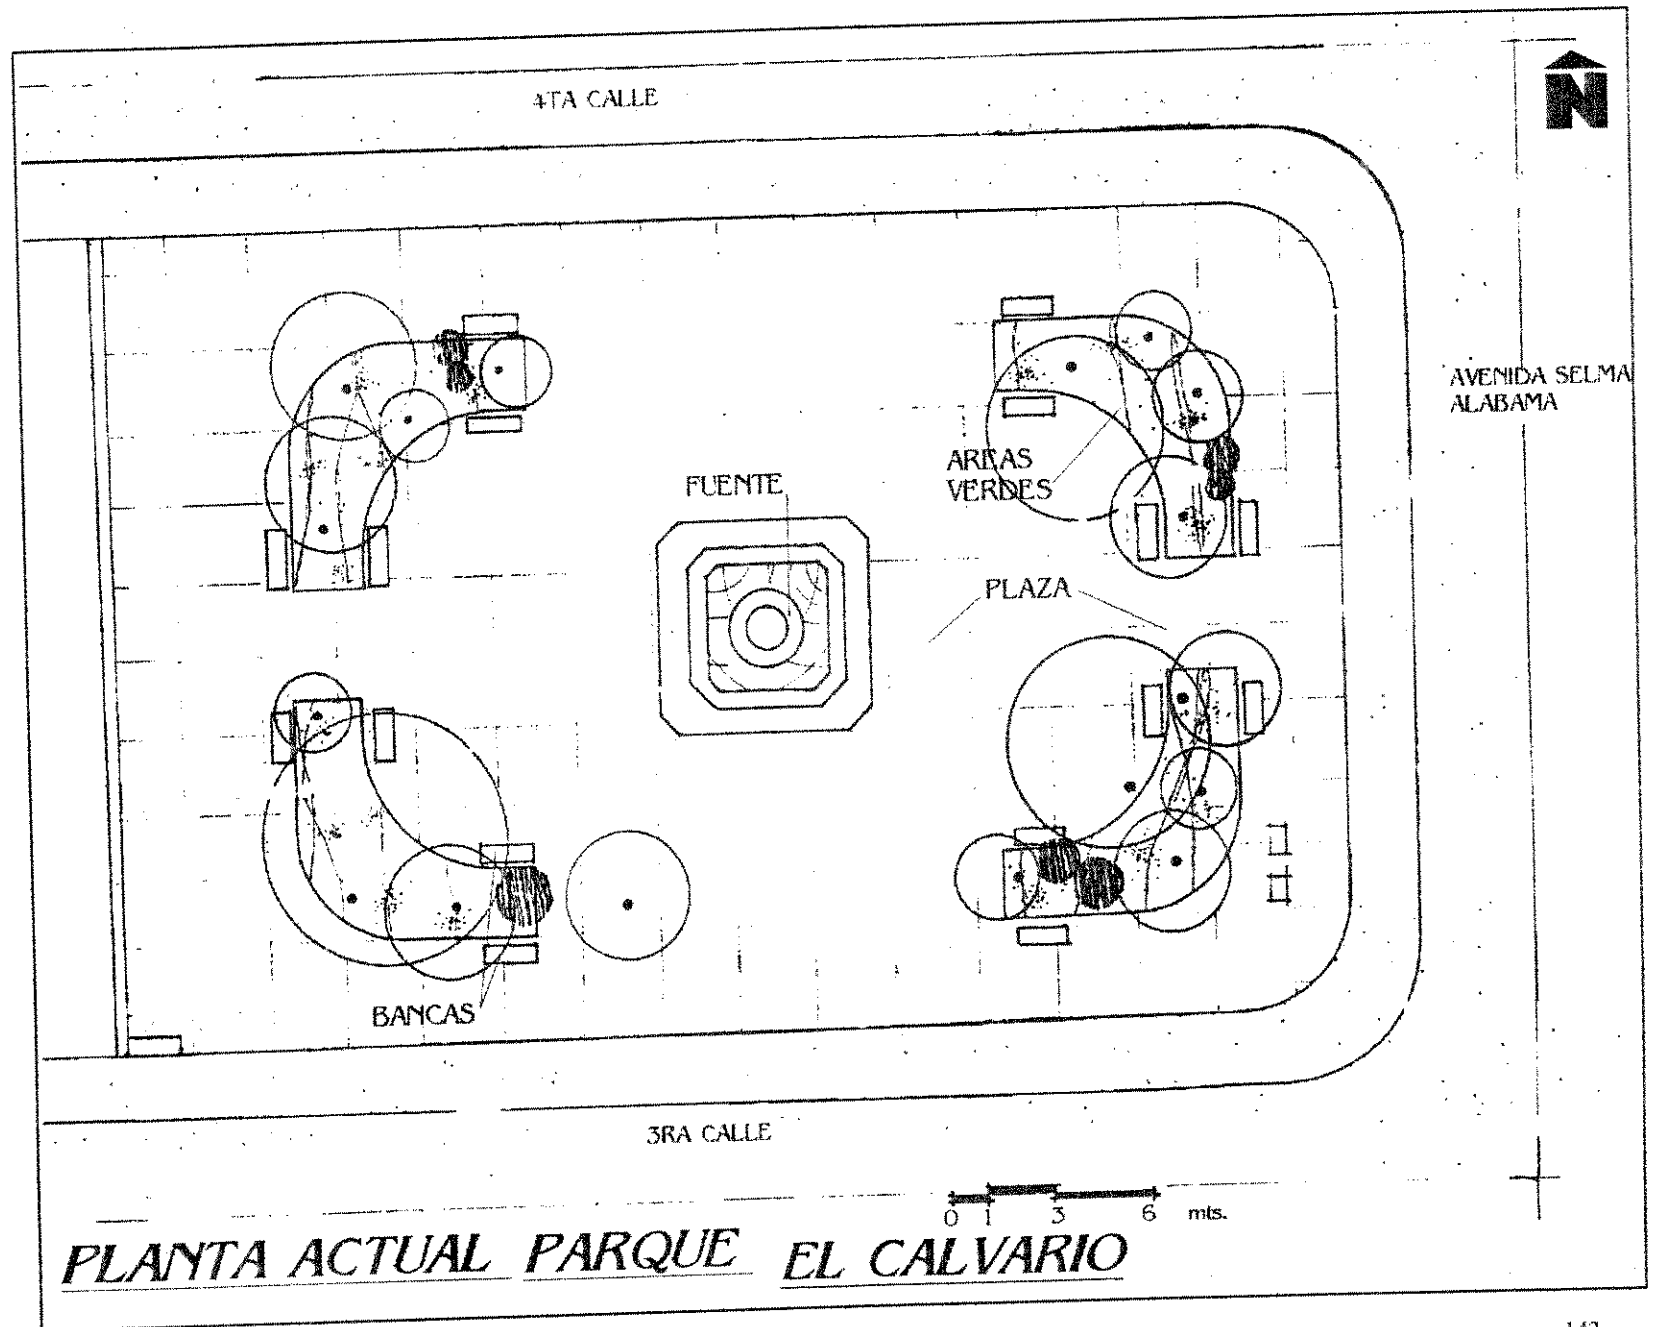 4TA CALLE
N
AVENIDA SELMA
ALABAMA
FUENTE
AREAS
VERDES
PLAZA
BANCAS
3RA CALLE
0 1 3 6 mts.
PLANTA ACTUAL PARQUE EL CALVARIO